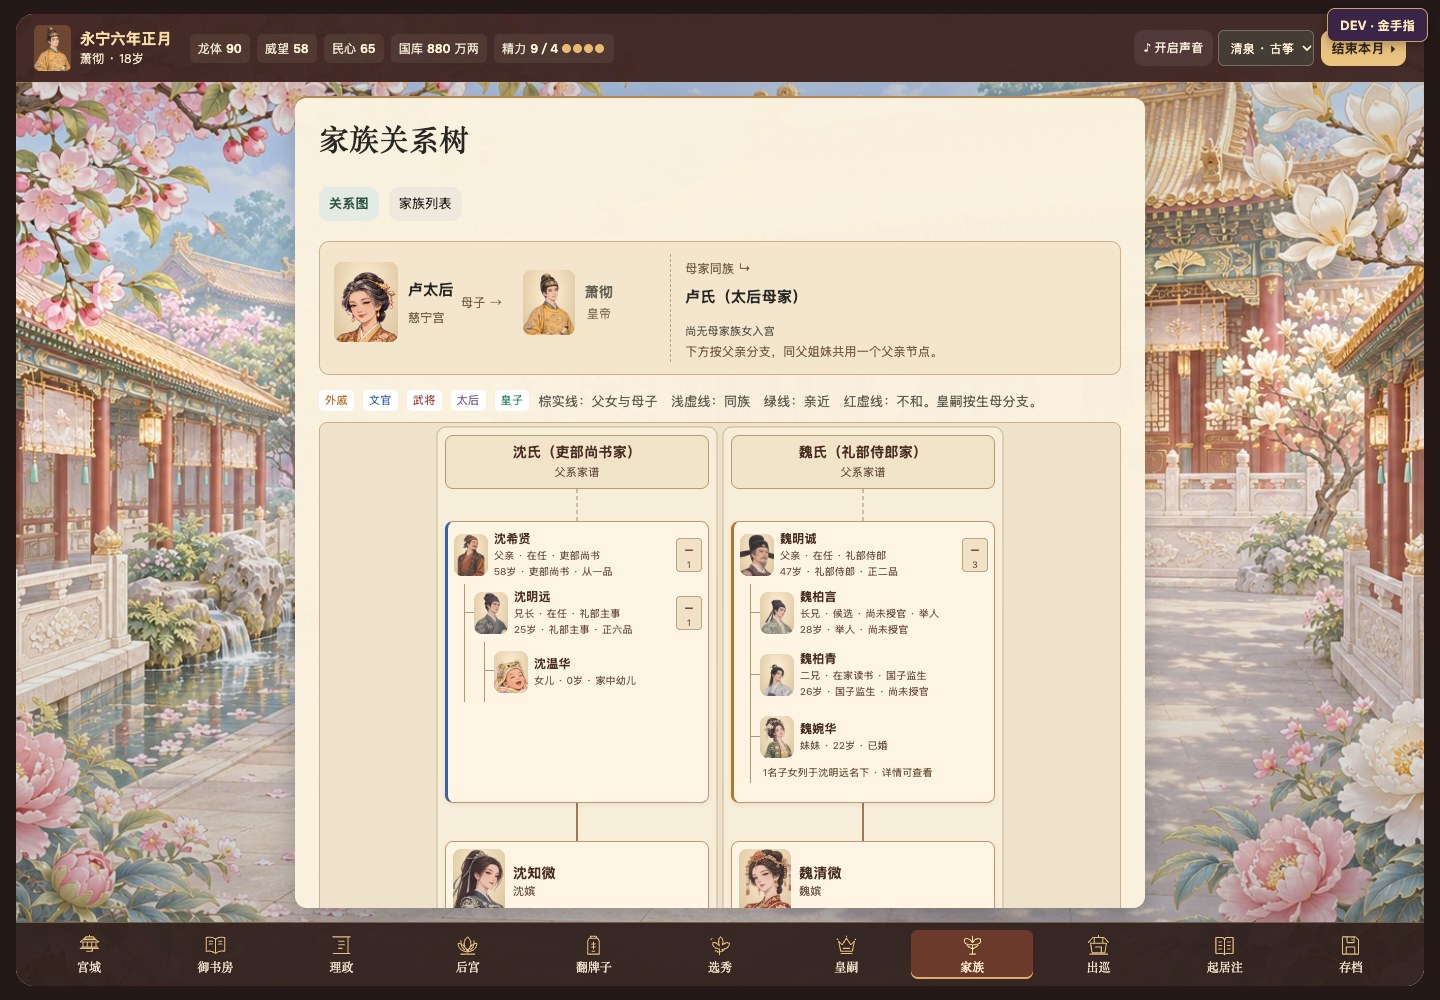 永宁六年正月
萧彻 · 18岁
龙体 90
威望 58
民心 65
国库 880 万两
精力 9 / 4
♪ 开启声音
清泉 · 古筝
DEV · 金手指
结束本月
家族关系树
关系图
家族列表
卢太后
慈宁宫
母子 →
萧彻
皇帝
母家同族 ↪
卢氏（太后母家）
尚无母家族女入宫
下方按父亲分支，同父姐妹共用一个父亲节点。
外戚 文官 武将 太后 皇子 棕实线：父女与母子 浅虚线：同族 绿线：亲近 红虚线：不和。皇嗣按生母分支。
沈氏（吏部尚书家）
父系家谱
沈希贤
父亲 · 在任 · 吏部尚书
58岁 · 吏部尚书 · 从一品
−
1
沈明远
兄长 · 在任 · 礼部主事
25岁 · 礼部主事 · 正六品
−
1
沈温华
女儿 · 0岁 · 家中幼儿
沈知微
沈嫔
魏氏（礼部侍郎家）
父系家谱
魏明诚
父亲 · 在任 · 礼部侍郎
47岁 · 礼部侍郎 · 正二品
−
3
魏柏言
长兄 · 候选 · 尚未授官 · 举人
28岁 · 举人 · 尚未授官
魏柏青
二兄 · 在家读书 · 国子监生
26岁 · 国子监生 · 尚未授官
魏婉华
妹妹 · 22岁 · 已婚
1名子女列于沈明远名下 · 详情可查看
魏清微
魏嫔
官城
御书房
理政
后宫
翻牌子
选秀
皇嗣
家族
出巡
起居注
存档